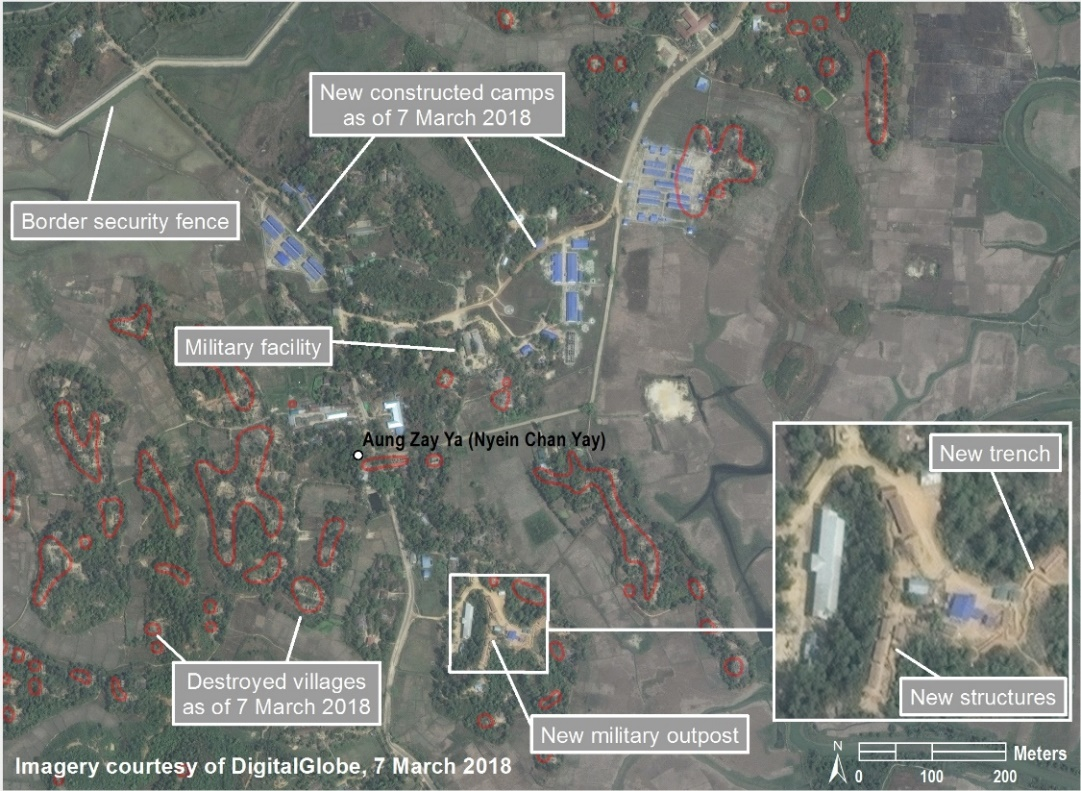 New constructed camps
as of 7 March 2018
Border security fence
Military facility
Aung Zay Ya (Nyein Chan Yay)
New trench
New structures
Destroyed villages
as of 7 March 2018
New military outpost
Imagery courtesy of DigitalGlobe, 7 March 2018
N
Meters
0 100 200